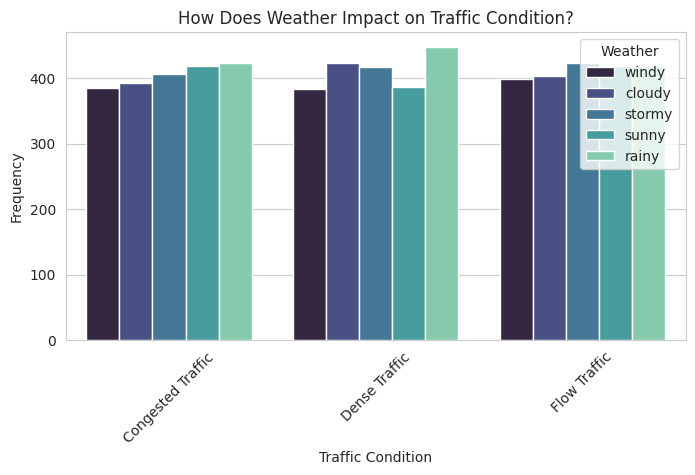 How Does Weather Impact on Traffic Condition?
Frequency
400
300
200
100
0
Weather
windy
cloudy
stormy
sunny
rainy
Congested Traffic
Dense Traffic
Flow Traffic
Traffic Condition